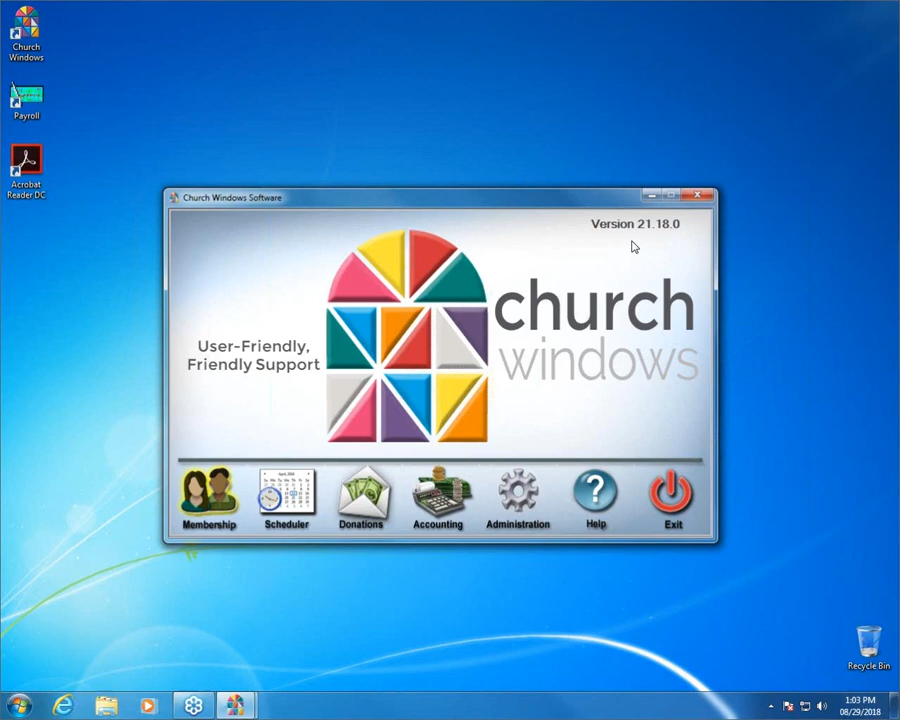 Church
Windows
Payroll
Acrobat
Reader DC
Church Windows Software
Version 21.18.0
church
windows
User-Friendly,
Friendly Support
Membership
Scheduler
Donations
Accounting
Administration
Help
Exit
Recycle Bin
1:03 PM
08/29/2018